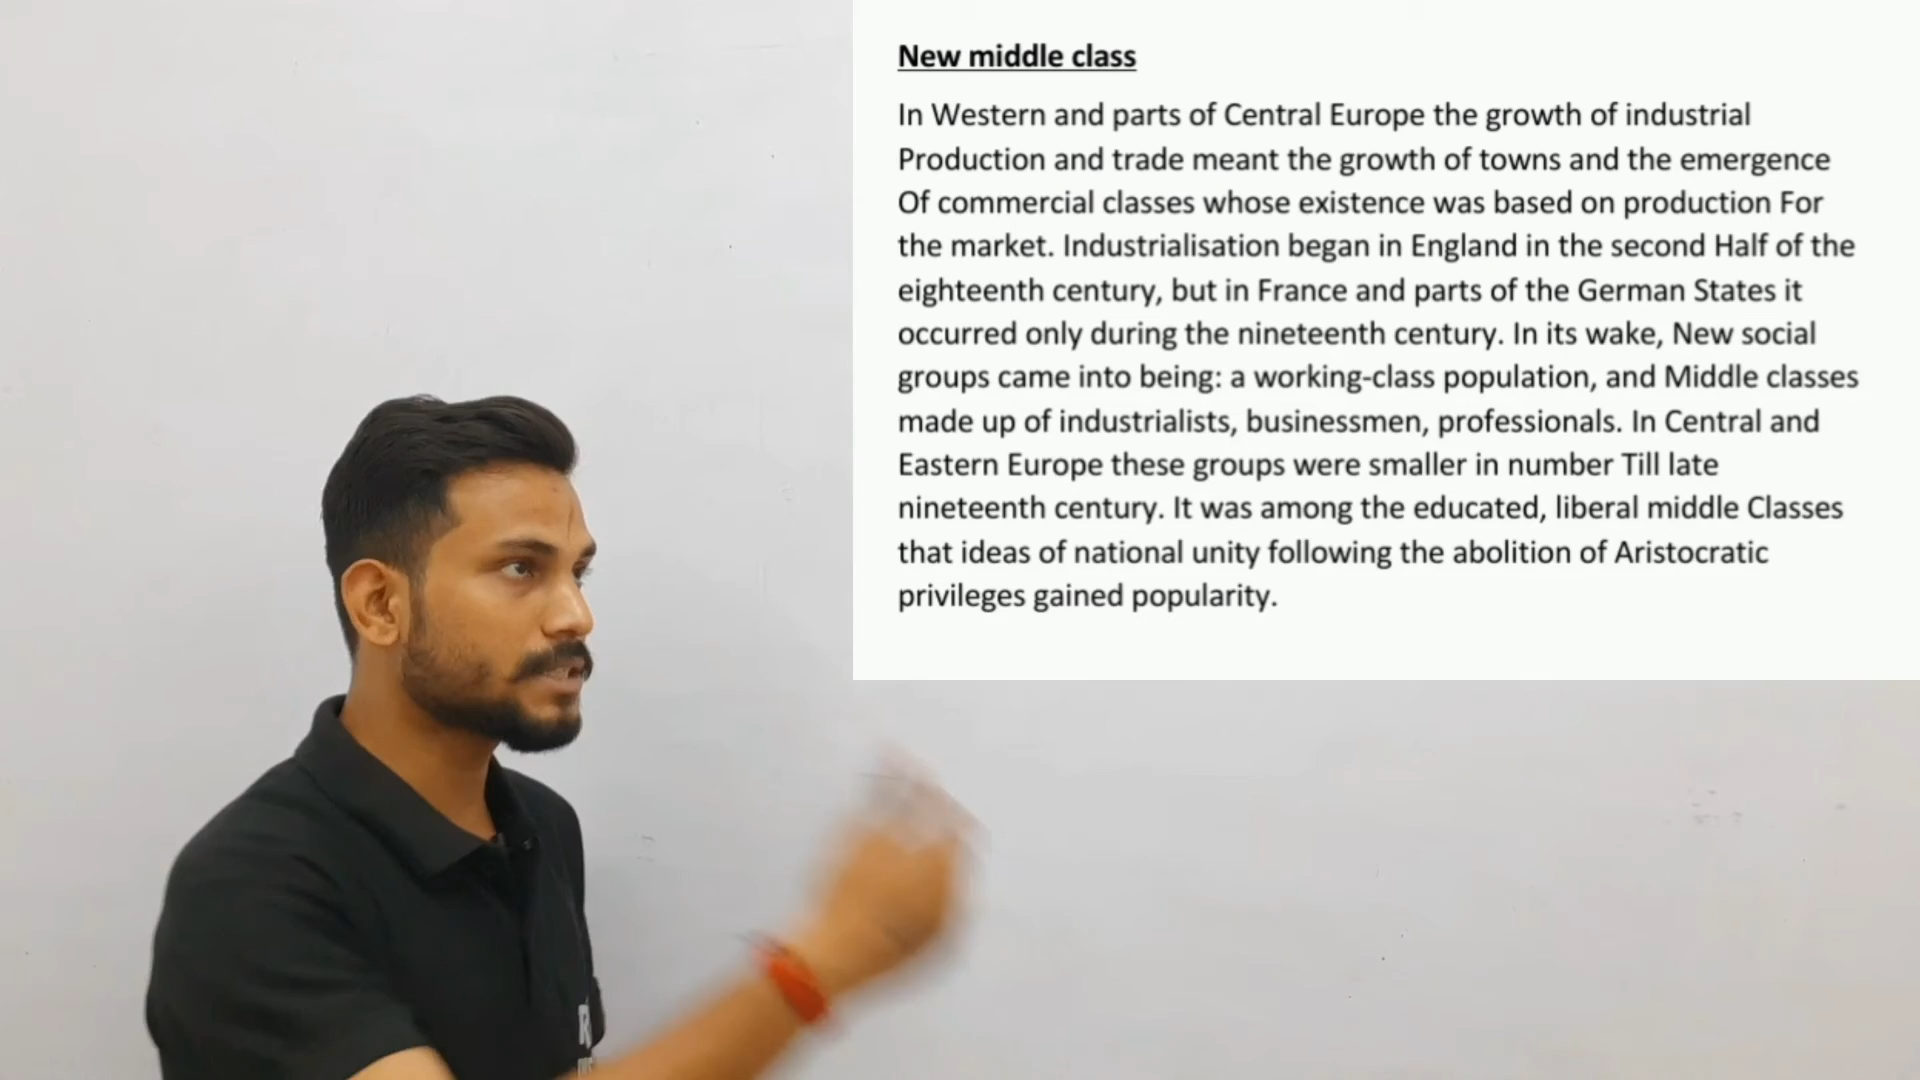 New middle class
In Western and parts of Central Europe the growth of industrial
Production and trade meant the growth of towns and the emergence
Of commercial classes whose existence was based on production For
the market. Industrialisation began in England in the second Half of the
eighteenth century, but in France and parts of the German States it
occurred only during the nineteenth century. In its wake, New social
groups came into being: a working-class population, and Middle classes
made up of industrialists, businessmen, professionals. In Central and
Eastern Europe these groups were smaller in number Till late
nineteenth century. It was among the educated, liberal middle Classes
that ideas of national unity following the abolition of Aristocratic
privileges gained popularity.